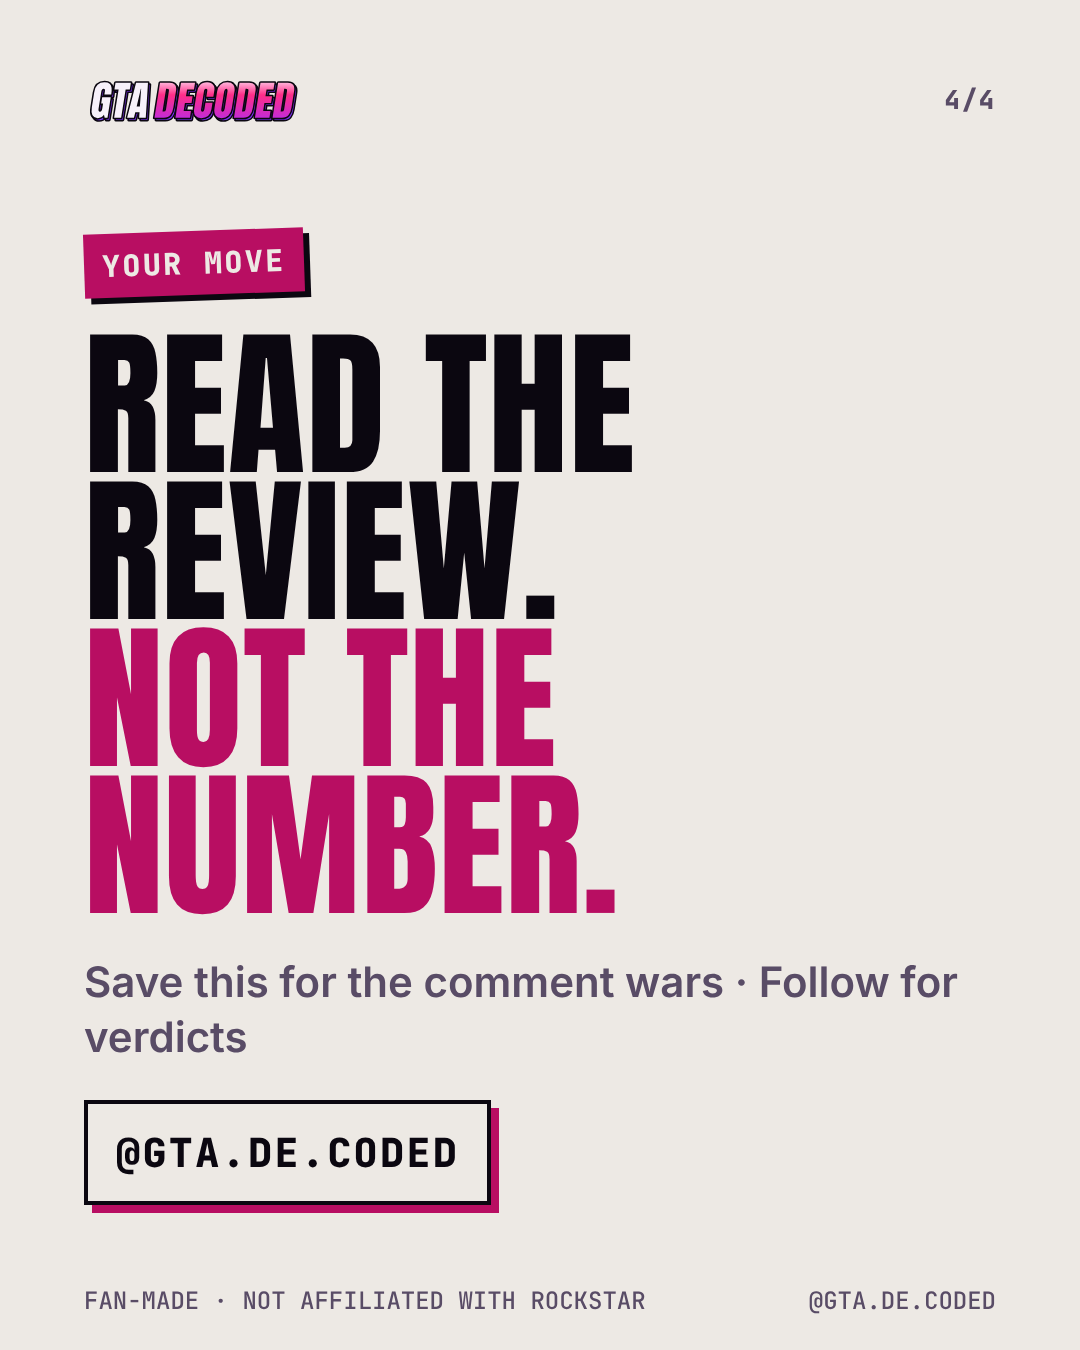 GTA DECODED
4/4
YOUR MOVE
READ THE
REVIEW.
NOT THE
NUMBER.
Save this for the comment wars · Follow for
verdicts
@GTA.DE.CODED
FAN-MADE · NOT AFFILIATED WITH ROCKSTAR
@GTA.DE.CODED